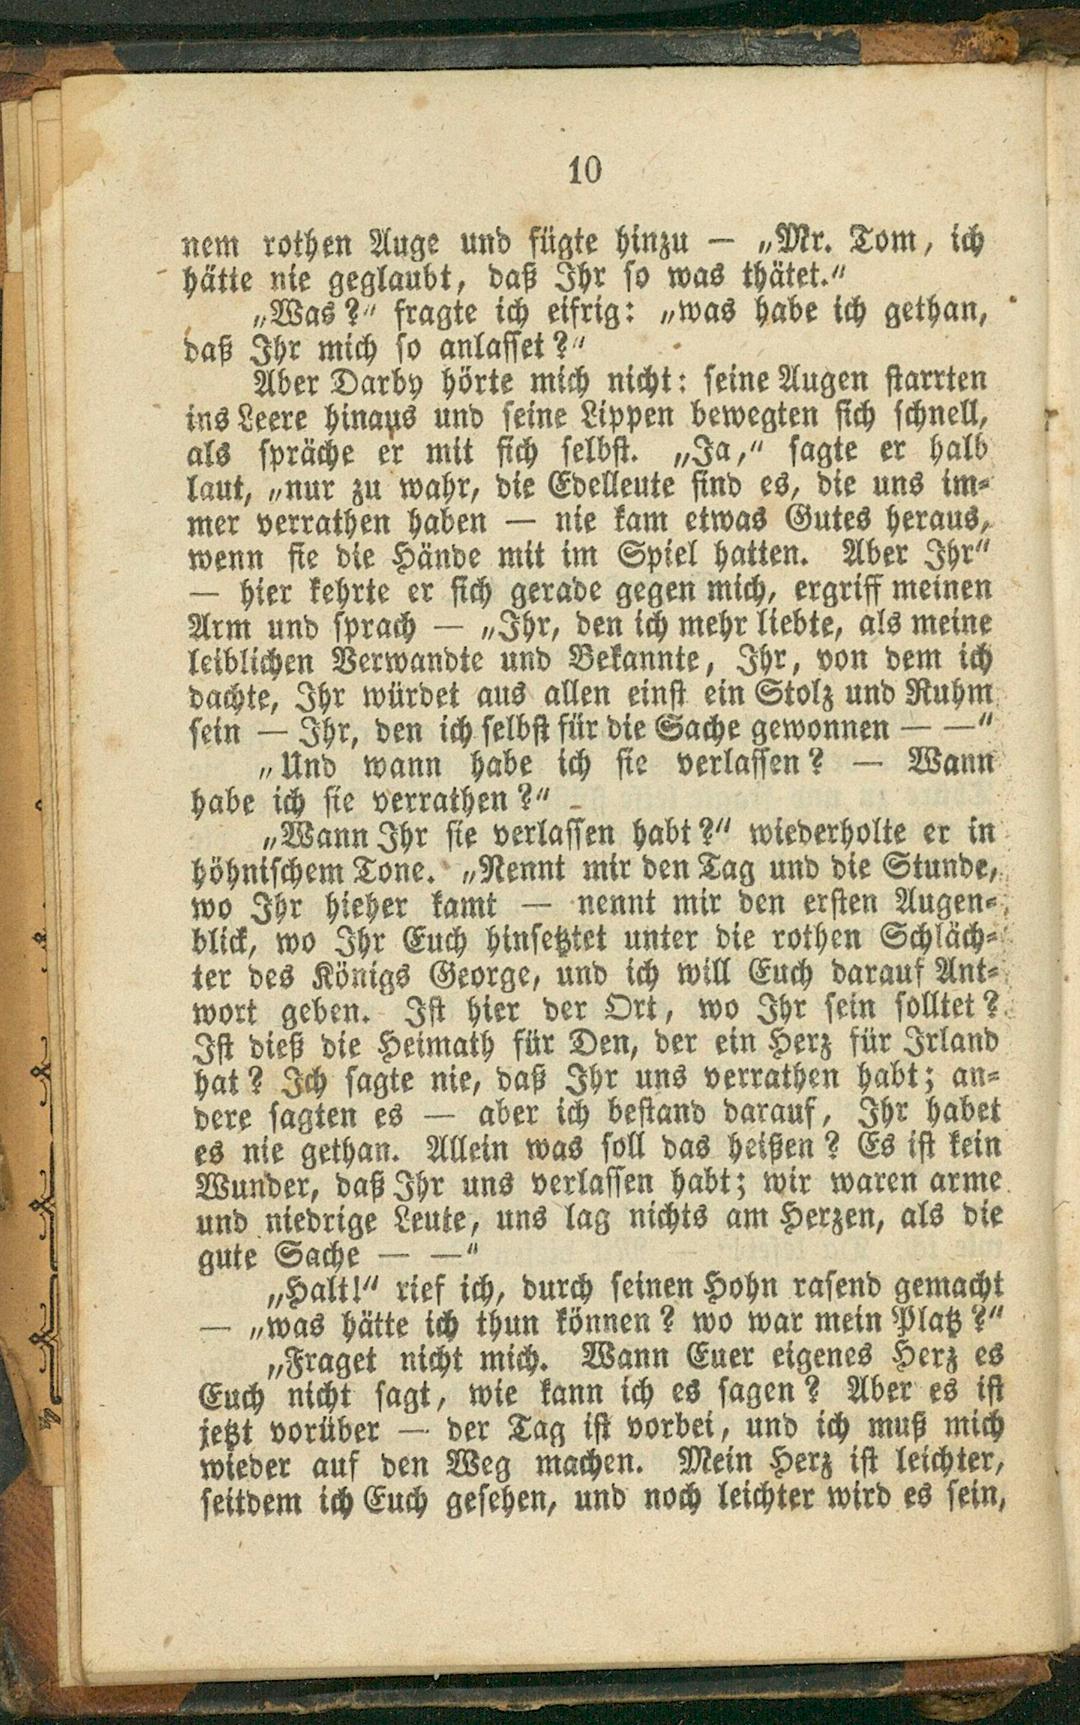 10
nem rothen Auge und fügte hinzu — „Mr. Tom, ich
hätte nie geglaubt, daß Ihr so was thätet.“
„Was?“ fragte ich eifrig: „was habe ich gethan,
daß Ihr mich so anlasset?“
Aber Darby hörte mich nicht: seine Augen starrten
ins Leere hinaus und seine Lippen bewegten sich schnell,
als spräche er mit sich selbst. „Ja,“ sagte er halb
laut, „nur zu wahr, die Edelleute sind es, die uns im-
mer verrathen haben — nie kam etwas Gutes heraus,
wenn sie die Hände mit im Spiel hatten. Aber Ihr“
— hier kehrte er sich gerade gegen mich, ergriff meinen
Arm und sprach — „Ihr, den ich mehr liebte, als meine
leiblichen Verwandte und Bekannte, Ihr, von dem ich
dachte, Ihr würdet aus allen einst ein Stolz und Ruhm
sein — Ihr, den ich selbst für die Sache gewonnen — —“
„Und wann habe ich sie verlassen? — Wann
habe ich sie verrathen?“
„Wann Ihr sie verlassen habt?“ wiederholte er in
höhnischem Tone. „Nennt mir den Tag und die Stunde,
wo Ihr hieher kamt — nennt mir den ersten Augen-
blick, wo Ihr Euch hinsetztet unter die rothen Schläch-
ter des Königs George, und ich will Euch darauf Ant-
wort geben. Ist hier der Ort, wo Ihr sein solltet?
Ist dieß die Heimath für Den, der ein Herz für Irland
hat? Ich sagte nie, daß Ihr uns verrathen habt; an-
dere sagten es — aber ich bestand darauf, Ihr habet
es nie gethan. Allein was soll das heißen? Es ist kein
Wunder, daß Ihr uns verlassen habt; wir waren arme
und niedrige Leute, uns lag nichts am Herzen, als die
gute Sache — —“
„Halt!“ rief ich, durch seinen Hohn rasend gemacht
— „was hätte ich thun können? wo war mein Platz?“
„Fraget nicht mich. Wann Euer eigenes Herz es
Euch nicht sagt, wie kann ich es sagen? Aber es ist
jetzt vorüber — der Tag ist vorbei, und ich muß mich
wieder auf den Weg machen. Mein Herz ist leichter,
seitdem ich Euch gesehen, und noch leichter wird es sein,